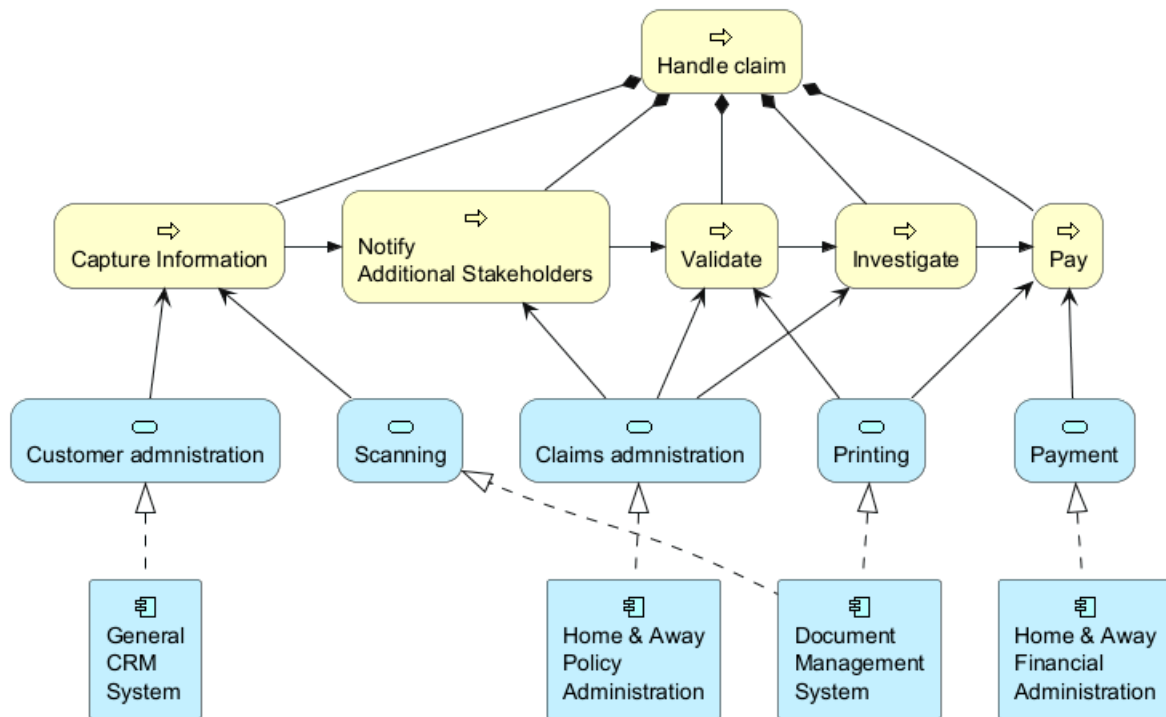 Handle claim
Capture Information
Notify
Additional Stakeholders
Validate
Investigate
Pay
Customer admnistration
Scanning
Claims admnistration
Printing
Payment
General
CRM
System
Home & Away
Policy
Administration
Document
Management
System
Home & Away
Financial
Administration